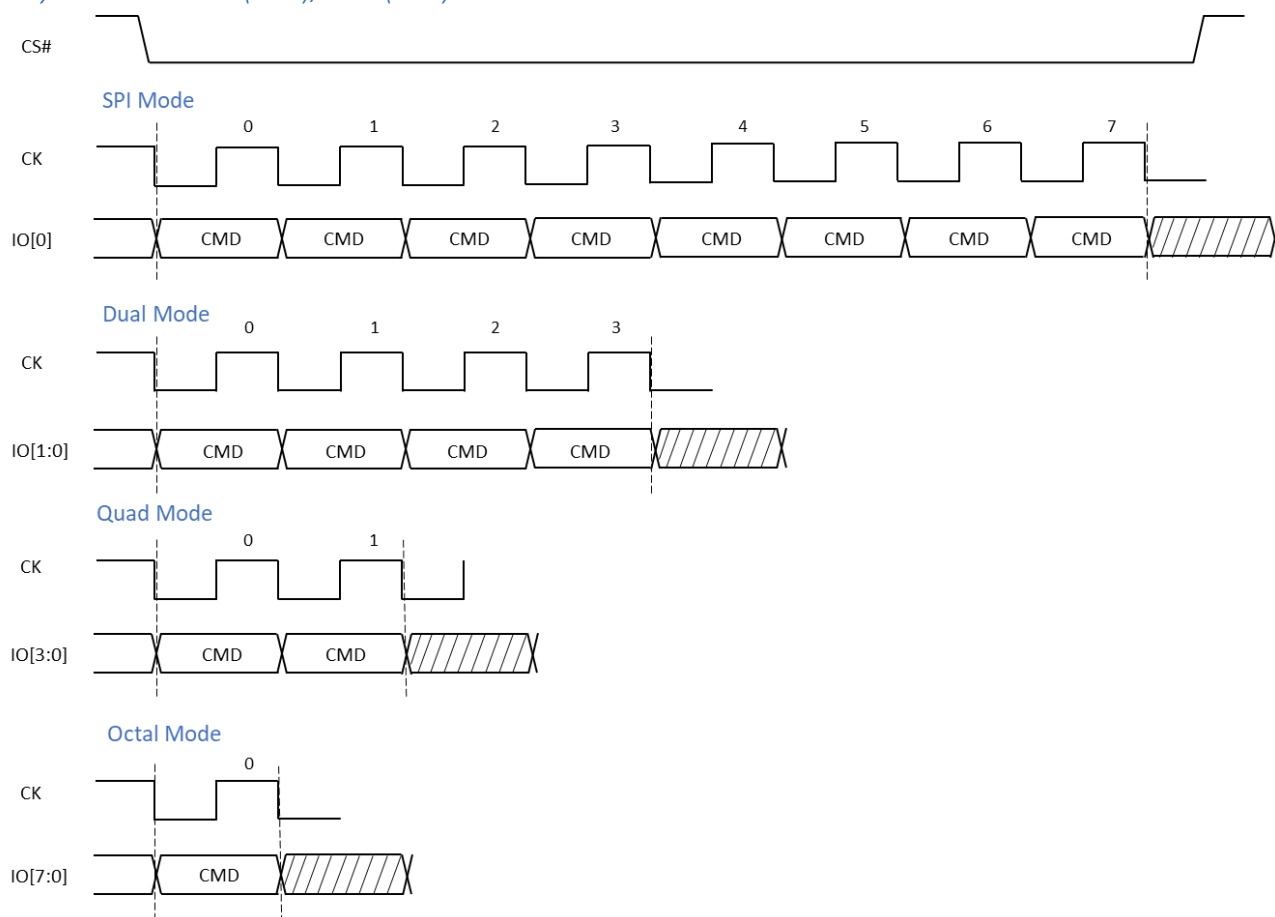 CS#
SPI Mode
0 1 2 3 4 5 6 7
CK
IO[0] CMD CMD CMD CMD CMD CMD CMD CMD
Dual Mode
0 1 2 3
CK
IO[1:0] CMD CMD CMD CMD
Quad Mode
0 1
CK
IO[3:0] CMD CMD
Octal Mode
0
CK
IO[7:0] CMD